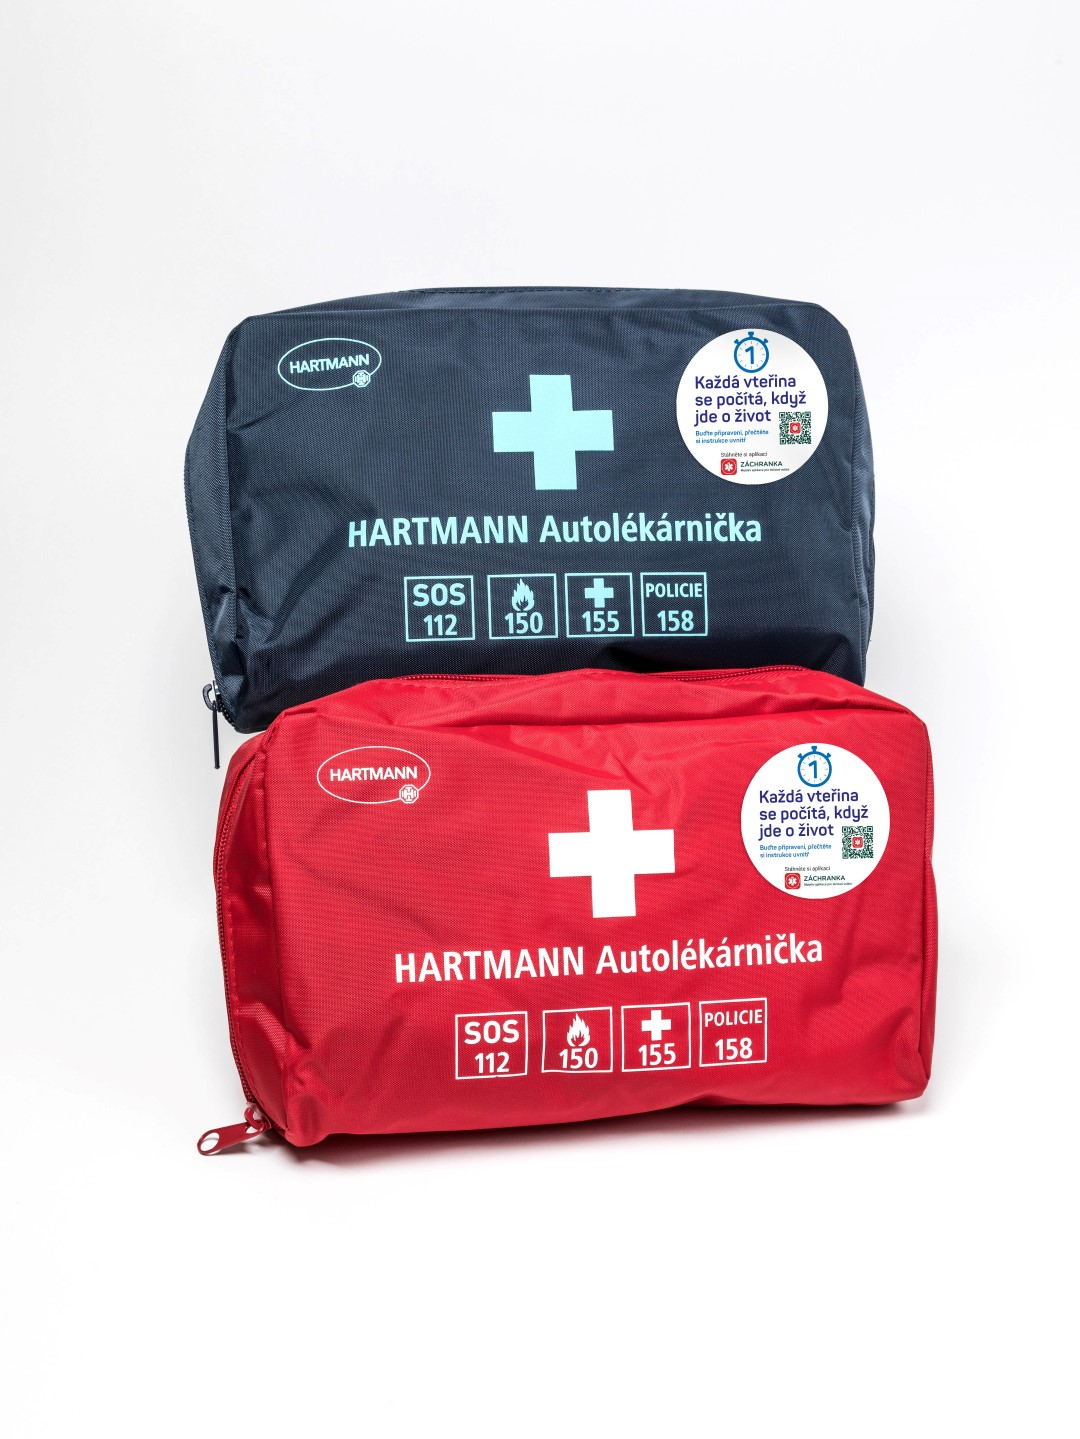 HARTMANN
1
Každá vteřina
se počítá, když
jde o život
Buďte připraveni, přečtěte
si instrukce uvnitř
Stáhněte si aplikaci
ZÁCHRANKA
HARTMANN Autolékárnička
SOS
112
150
155
POLICIE
158
HARTMANN
1
Každá vteřina
se počítá, když
jde o život
Buďte připraveni, přečtěte
si instrukce uvnitř
Stáhněte si aplikaci
ZÁCHRANKA
HARTMANN Autolékárnička
SOS
112
150
155
POLICIE
158